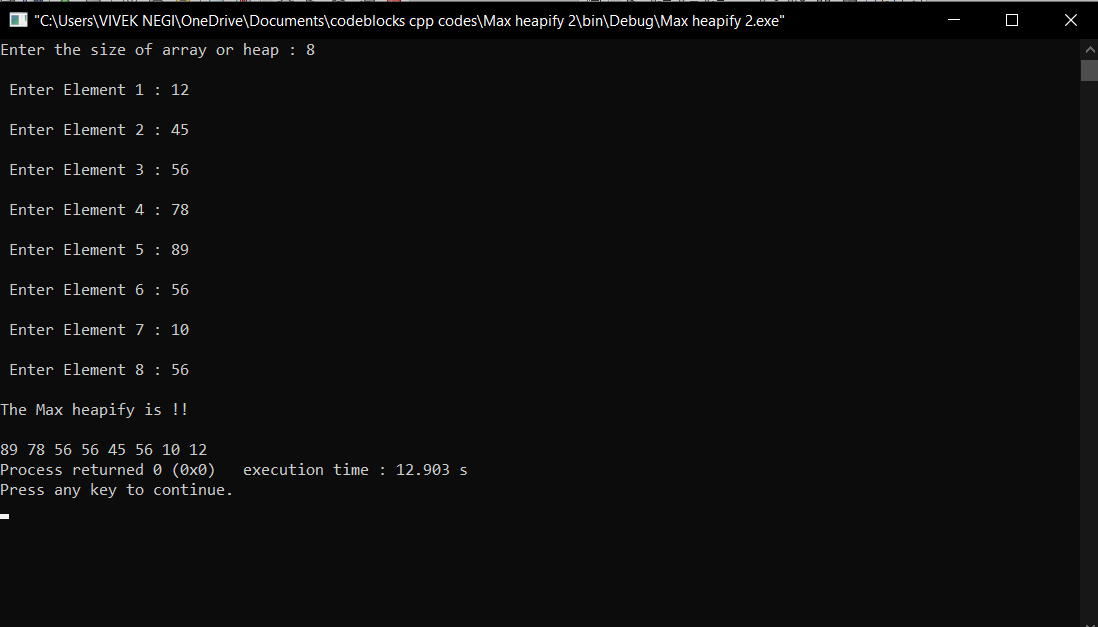 "C:\Users\VIVEK NEGI\OneDrive\Documents\codeblocks cpp codes\Max heapify 2\bin\Debug\Max heapify 2.exe"
Enter the size of array or heap : 8
Enter Element 1 : 12
Enter Element 2 : 45
Enter Element 3 : 56
Enter Element 4 : 78
Enter Element 5 : 89
Enter Element 6 : 56
Enter Element 7 : 10
Enter Element 8 : 56
The Max heapify is !!
89 78 56 56 45 56 10 12
Process returned 0 (0x0)   execution time : 12.903 s
Press any key to continue.